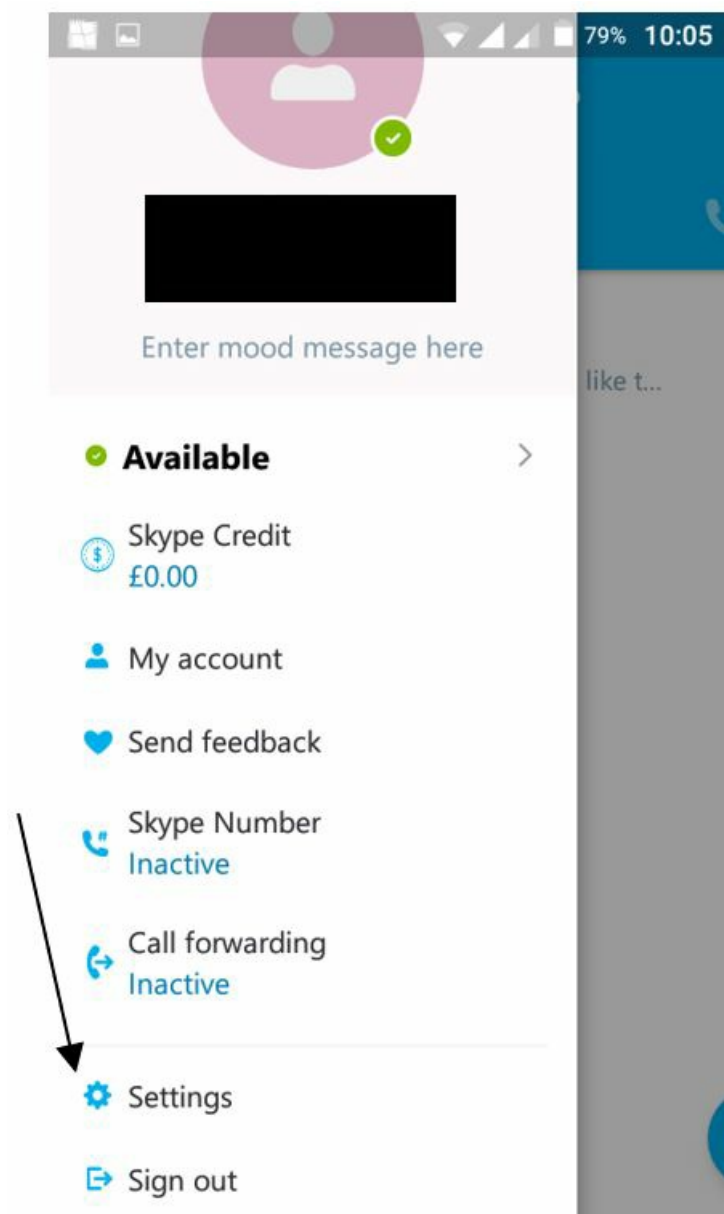 79% 10:05
Enter mood message here
like t...
Available
Skype Credit
£0.00
My account
Send feedback
Skype Number
Inactive
Call forwarding
Inactive
Settings
Sign out